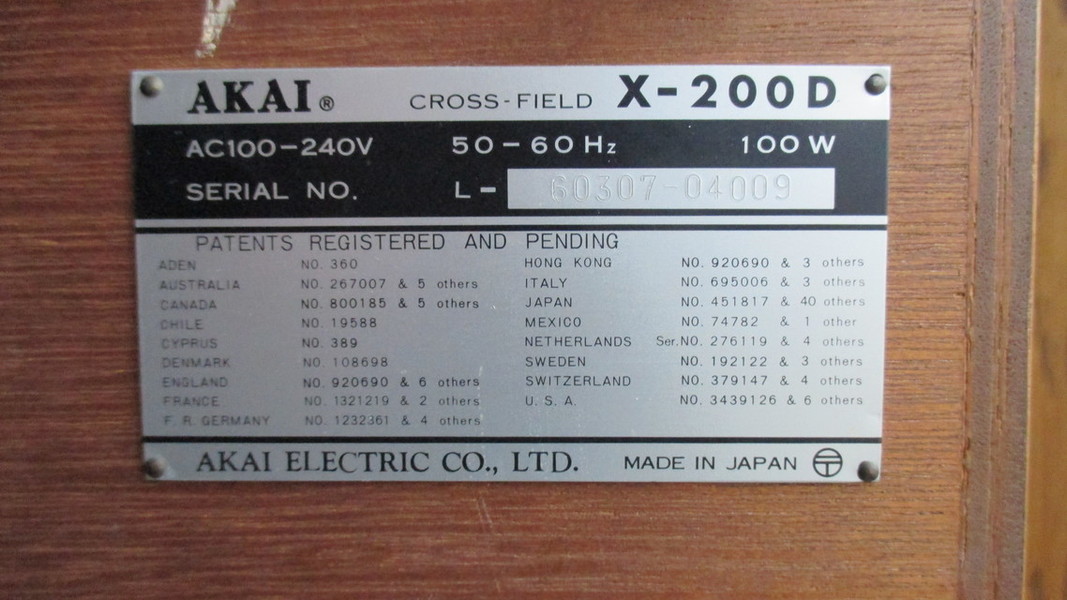 AKAI® CROSS-FIELD X-200D
AC100-240V 50-60Hz 100W
SERIAL NO. L-60307-04009
PATENTS REGISTERED AND PENDING
ADEN NO. 360
AUSTRALIA NO. 267007 & 5 others
CANADA NO. 800185 & 5 others
CHILE NO. 19588
CYPRUS NO. 389
DENMARK NO. 108698
ENGLAND NO. 920690 & 6 others
FRANCE NO. 1321219 & 2 others
F. R. GERMANY NO. 1232361 & 4 others
HONG KONG NO. 920690 & 3 others
ITALY NO. 695006 & 3 others
JAPAN NO. 451817 & 40 others
MEXICO NO. 74782 & 1 other
NETHERLANDS Ser.NO. 276119 & 4 others
SWEDEN NO. 192122 & 3 others
SWITZERLAND NO. 379147 & 4 others
U. S. A. NO. 3439126 & 6 others
AKAI ELECTRIC CO., LTD. MADE IN JAPAN